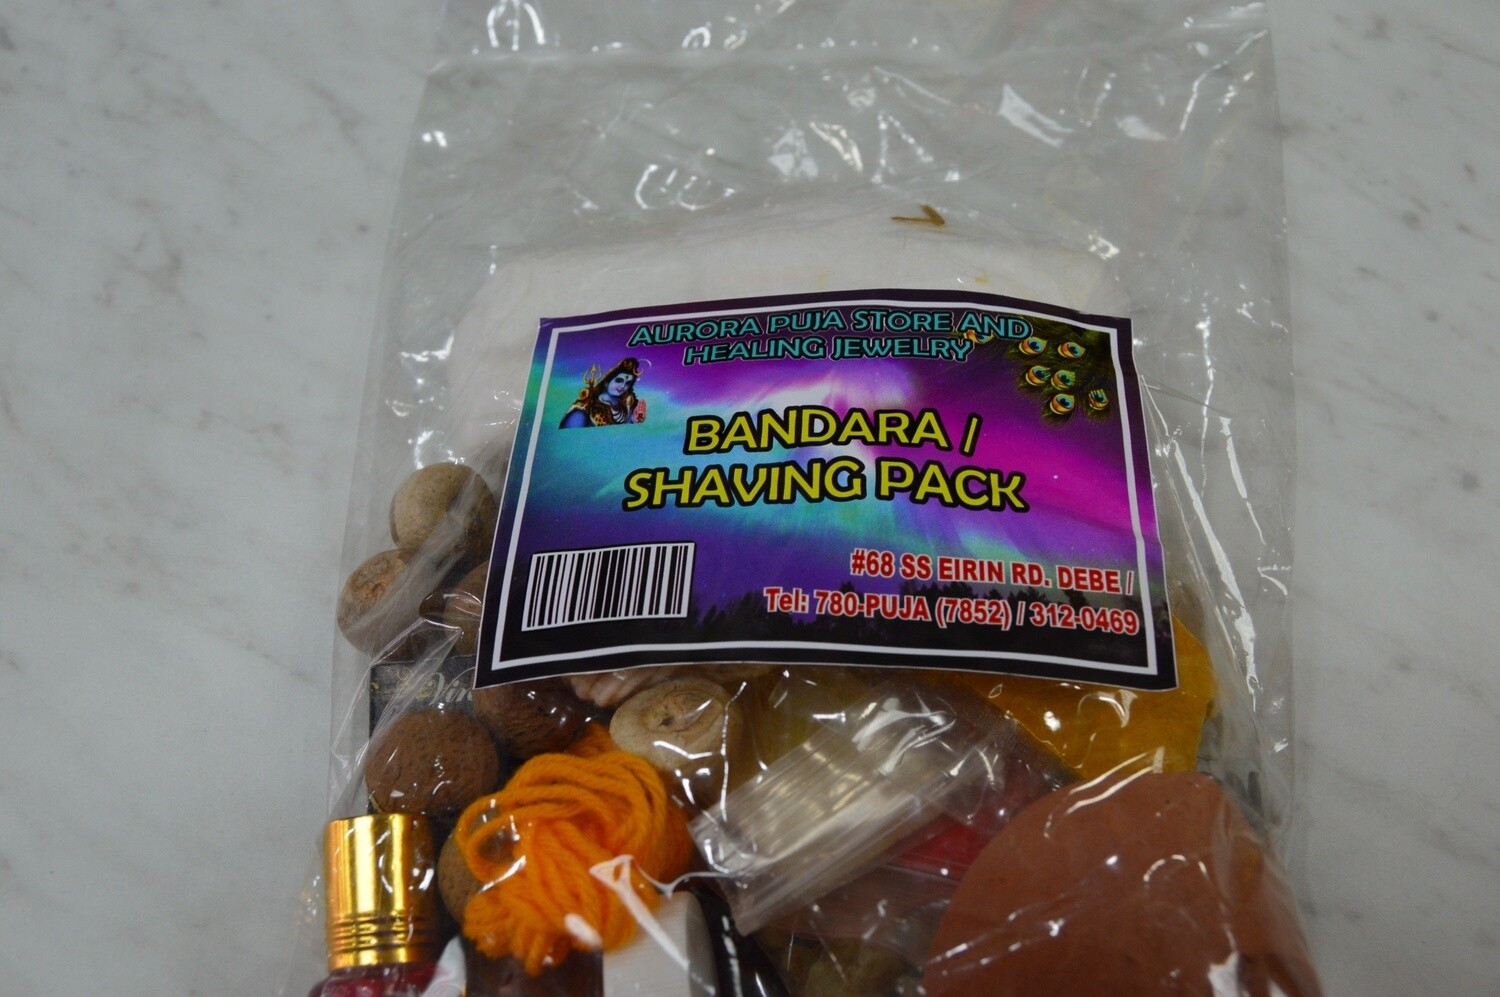 AURORA PUJA STORE AND
HEALING JEWELRY
BANDARA /
SHAVING PACK
#68 SS EIRIN RD. DEBE /
Tel: 780-PUJA (7852) / 312-0469